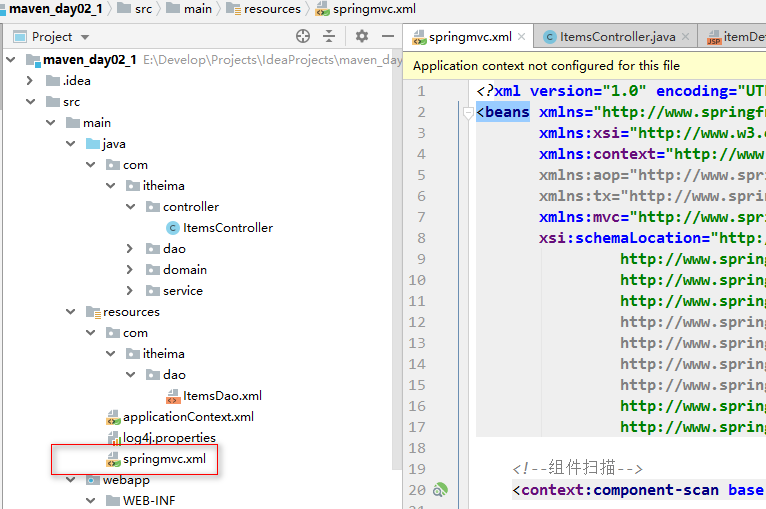 maven_day02_1 src main resources springmvc.xml
Project
maven_day02_1 E:\Develop\Projects\IdeaProjects\maven_day
.idea
src
main
java
com
itheima
controller
ItemsController
dao
domain
service
resources
com
itheima
dao
ItemsDao.xml
applicationContext.xml
log4j.properties
springmvc.xml
webapp
WEB-INF
springmvc.xml ItemsController.java itemDe
Application context not configured for this file
1 <?xml version="1.0" encoding="UT
2 <beans xmlns="http://www.springf
3 xmlns:xsi="http://www.w3.
4 xmlns:context="http://www
5 xmlns:aop="http://www.spr
6 xmlns:tx="http://www.spri
7 xmlns:mvc="http://www.spr
8 xsi:schemaLocation="http:/
9 http://www.spring
10 http://www.spring
11 http://www.spring
12 http://www.spring
13 http://www.spring
14 http://www.spring
15 http://www.spring
16 http://www.spring
17 http://www.spring
18
19 <!--组件扫描-->
20 <context:component-scan base